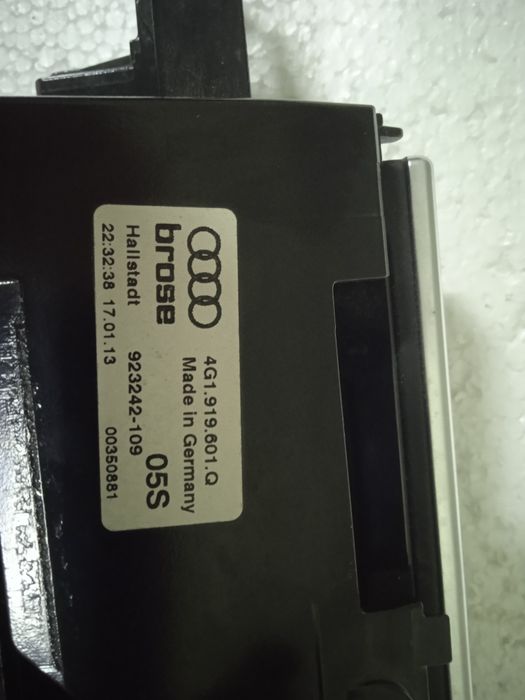 4G1.919.601.Q
Made in Germany
brose
05S
Hallstadt 923242-109
22:32:38 17.01.13 00350881